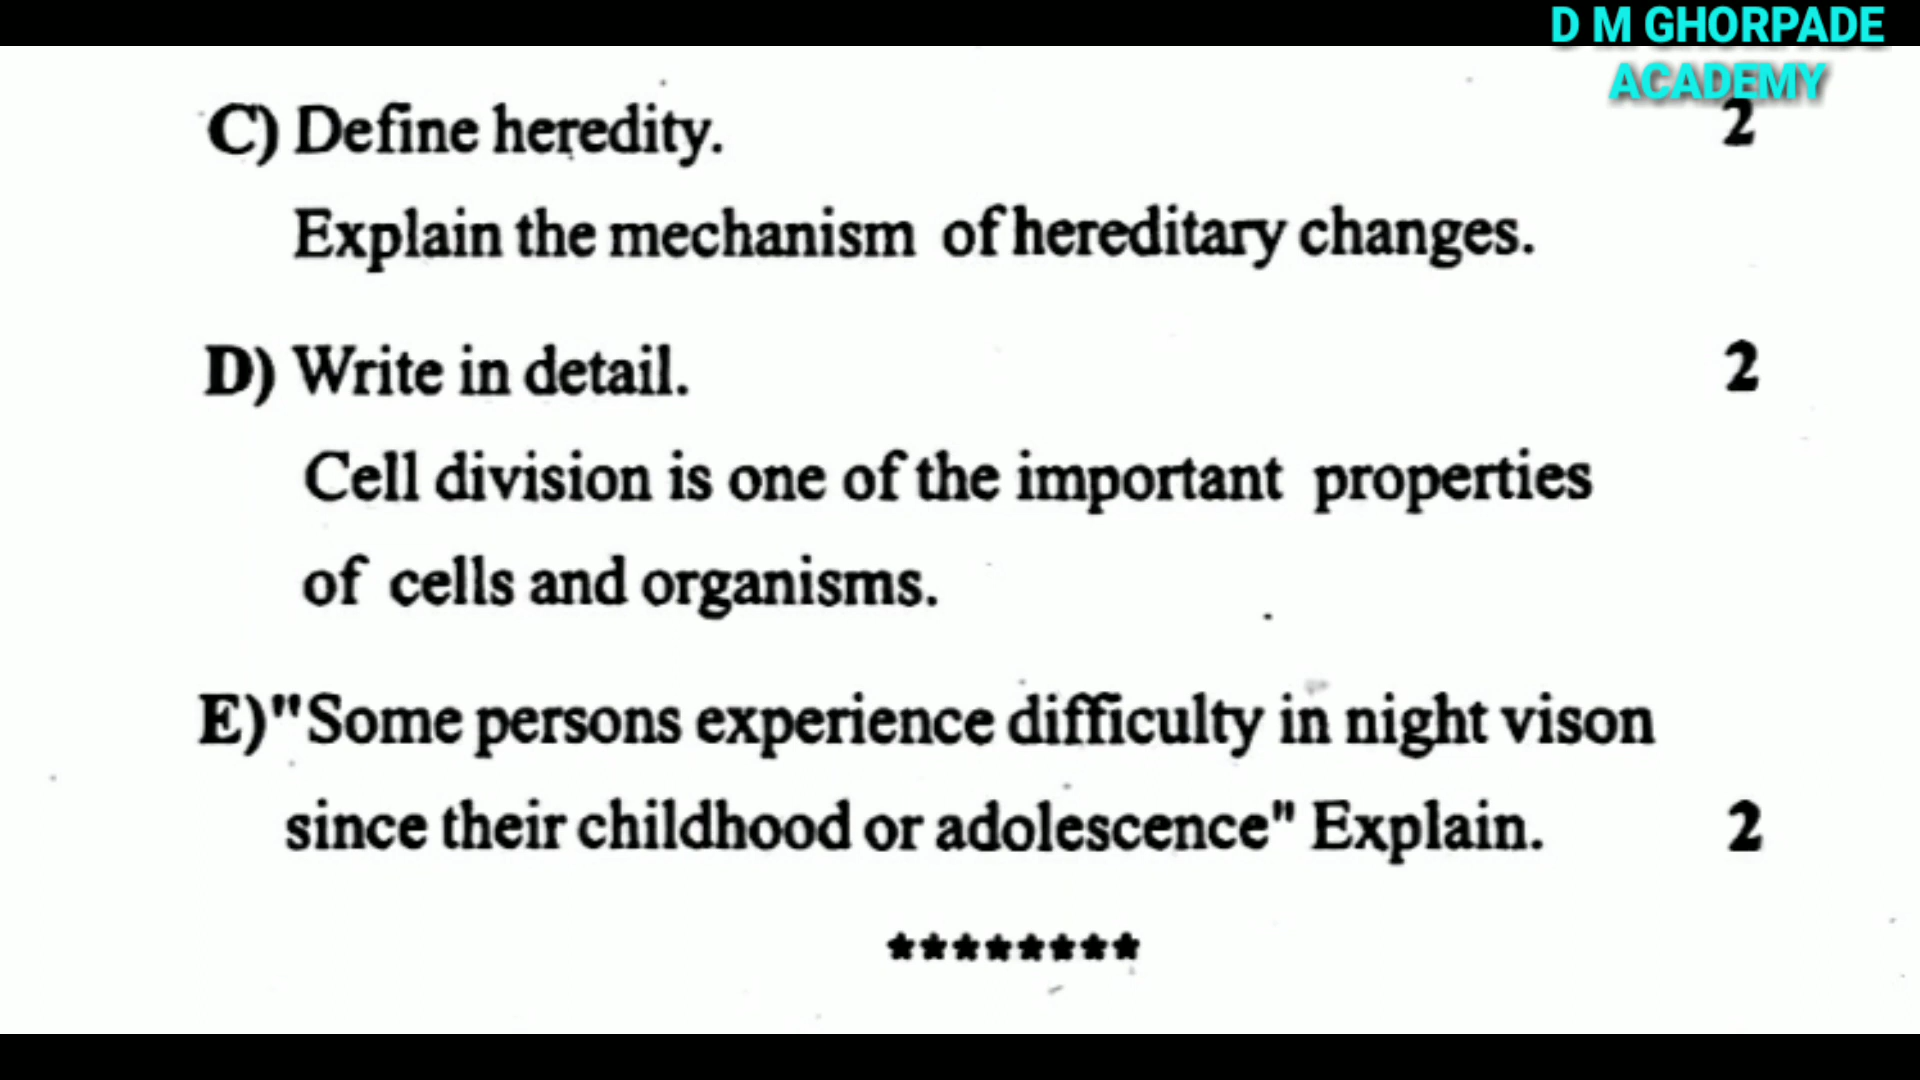 D M GHORPADE
ACADEMY
C) Define heredity. 2
Explain the mechanism of hereditary changes.
D) Write in detail. 2
Cell division is one of the important properties
of cells and organisms.
E)"Some persons experience difficulty in night vison
since their childhood or adolescence" Explain. 2
********